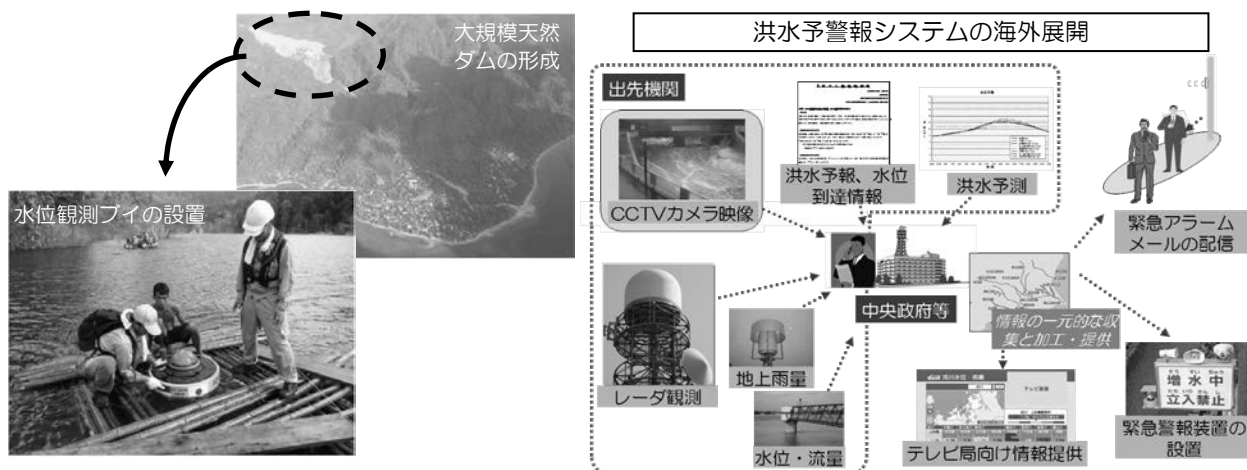 大規模天然
ダムの形成
水位観測ブイの設置
洪水予警報システムの海外展開
出先機関
CCTVカメラ映像
洪水予報、水位
到達情報
洪水予測
緊急アラーム
メールの配信
中央政府等
情報の一元的な収
集と加工・提供
レーダ観測
地上雨量
水位・流量
テレビ局向け情報提供
増水中
立入禁止
緊急警報装置の
設置